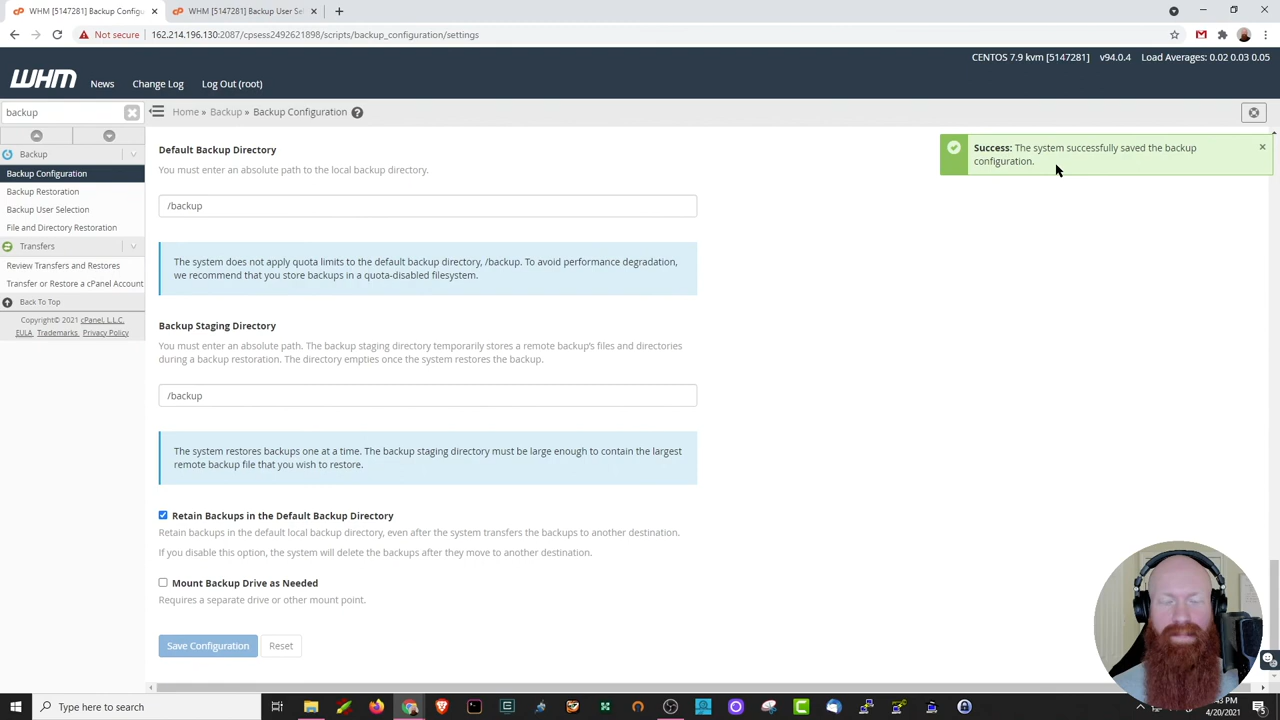 WHM [5147281] Backup Configu
WHM [5147281] Backup User Sel
Not secure
162.214.196.130:2087/cpsess2492621898/scripts/backup_configuration/settings
CENTOS 7.9 kvm [5147281] v94.0.4 Load Averages: 0.02 0.03 0.05
WHM
News Change Log Log Out (root)
backup
Home » Backup » Backup Configuration
Backup
Backup Configuration
Backup Restoration
Backup User Selection
File and Directory Restoration
Transfers
Review Transfers and Restores
Transfer or Restore a cPanel Account
Back To Top
Copyright© 2021 cPanel, L.L.C.
EULA Trademarks Privacy Policy
Default Backup Directory
You must enter an absolute path to the local backup directory.
/backup
The system does not apply quota limits to the default backup directory, /backup. To avoid performance degradation,
we recommend that you store backups in a quota-disabled filesystem.
Backup Staging Directory
You must enter an absolute path. The backup staging directory temporarily stores a remote backup's files and directories
during a backup restoration. The directory empties once the system restores the backup.
/backup
The system restores backups one at a time. The backup staging directory must be large enough to contain the largest
remote backup file that you wish to restore.
Retain Backups in the Default Backup Directory
Retain backups in the default local backup directory, even after the system transfers the backups to another destination.
If you disable this option, the system will delete the backups after they move to another destination.
Mount Backup Drive as Needed
Requires a separate drive or other mount point.
Save Configuration Reset
Success: The system successfully saved the backup
configuration.
Type here to search
4/20/2021